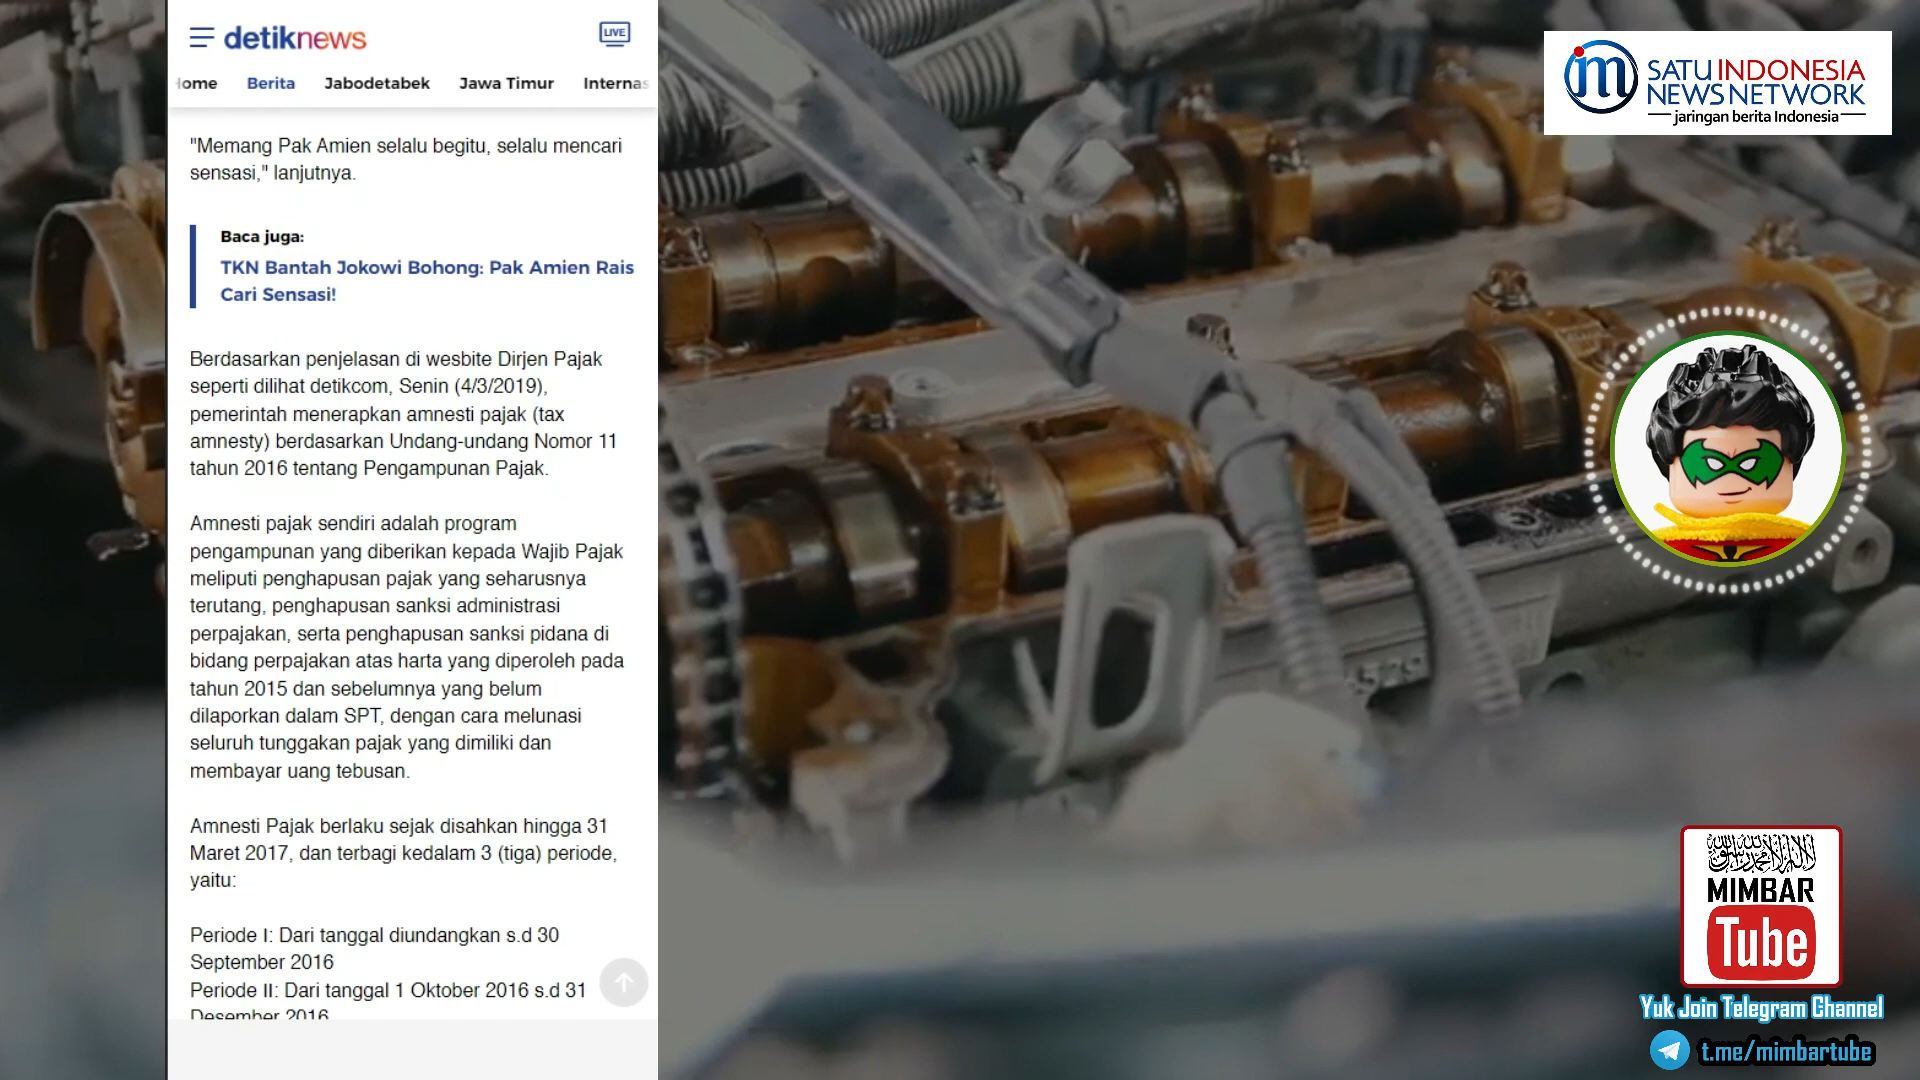 detiknews
LIVE
Home Berita Jabodetabek Jawa Timur Internas
"Memang Pak Amien selalu begitu, selalu mencari
sensasi," lanjutnya.
Baca juga:
TKN Bantah Jokowi Bohong: Pak Amien Rais
Cari Sensasi!
Berdasarkan penjelasan di wesbite Dirjen Pajak
seperti dilihat detikcom, Senin (4/3/2019),
pemerintah menerapkan amnesti pajak (tax
amnesty) berdasarkan Undang-undang Nomor 11
tahun 2016 tentang Pengampunan Pajak.
Amnesti pajak sendiri adalah program
pengampunan yang diberikan kepada Wajib Pajak
meliputi penghapusan pajak yang seharusnya
terutang, penghapusan sanksi administrasi
perpajakan, serta penghapusan sanksi pidana di
bidang perpajakan atas harta yang diperoleh pada
tahun 2015 dan sebelumnya yang belum
dilaporkan dalam SPT, dengan cara melunasi
seluruh tunggakan pajak yang dimiliki dan
membayar uang tebusan.
Amnesti Pajak berlaku sejak disahkan hingga 31
Maret 2017, dan terbagi kedalam 3 (tiga) periode,
yaitu:
Periode I: Dari tanggal diundangkan s.d 30
September 2016
Periode II: Dari tanggal 1 Oktober 2016 s.d 31
Desember 2016
SATU INDONESIA
NEWS NETWORK
jaringan berita Indonesia
MIMBAR
Tube
Yuk Join Telegram Channel
t.me/mimbartube